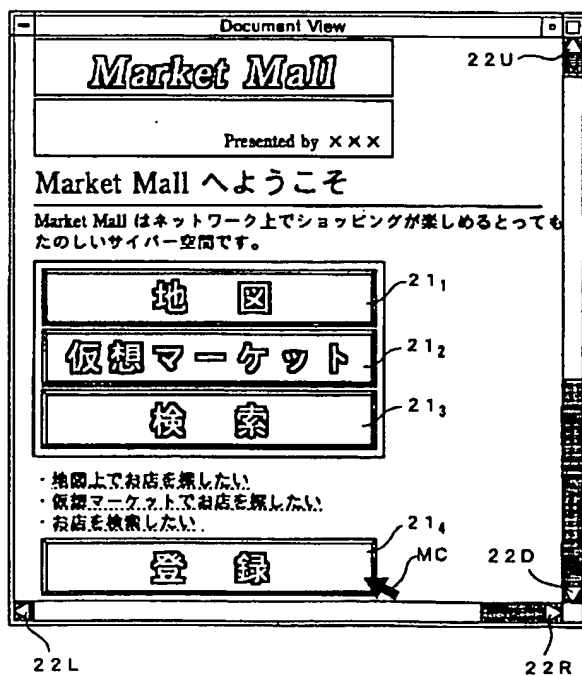 Document View
22U
Market Mall
Presented by ×××
Market Mall へようこそ
Market Mall はネットワーク上でショッピングが楽しめるとっても
たのしいサイバー空間です。
地 図
21₁
仮想マーケット
21₂
検 索
21₃
・地図上でお店を探したい
・仮想マーケットでお店を探したい
・お店を検索したい
21₄
登 録
MC
22D
22L
22R